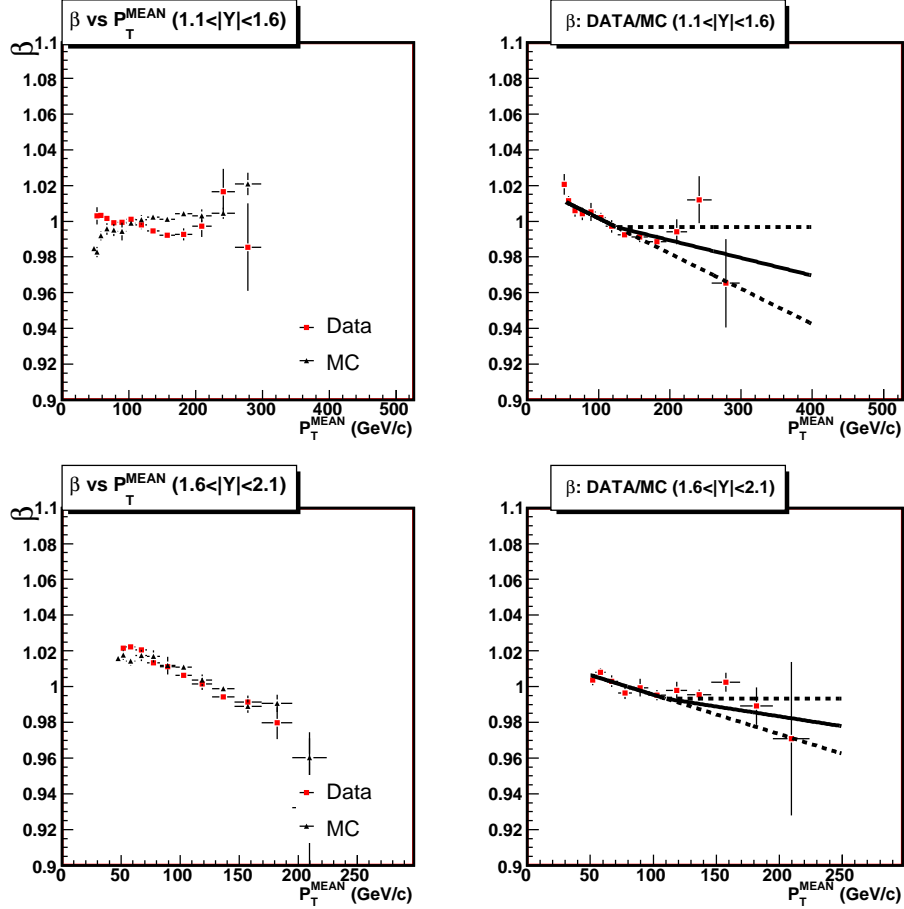 β vs P_T^MEAN (1.1<|Y|<1.6)
β
1.1
1.08
1.06
1.04
1.02
1
0.98
0.96
0.94
0.92
0.9
Data
MC
0 100 200 300 400 500
P_T^MEAN (GeV/c)
β: DATA/MC (1.1<|Y|<1.6)
1.1
1.08
1.06
1.04
1.02
1
0.98
0.96
0.94
0.92
0.9
0 100 200 300 400 500
P_T^MEAN (GeV/c)
β vs P_T^MEAN (1.6<|Y|<2.1)
β
1.1
1.08
1.06
1.04
1.02
1
0.98
0.96
0.94
0.92
0.9
Data
MC
0 50 100 150 200 250
P_T^MEAN (GeV/c)
β: DATA/MC (1.6<|Y|<2.1)
1.1
1.08
1.06
1.04
1.02
1
0.98
0.96
0.94
0.92
0.9
0 50 100 150 200 250
P_T^MEAN (GeV/c)